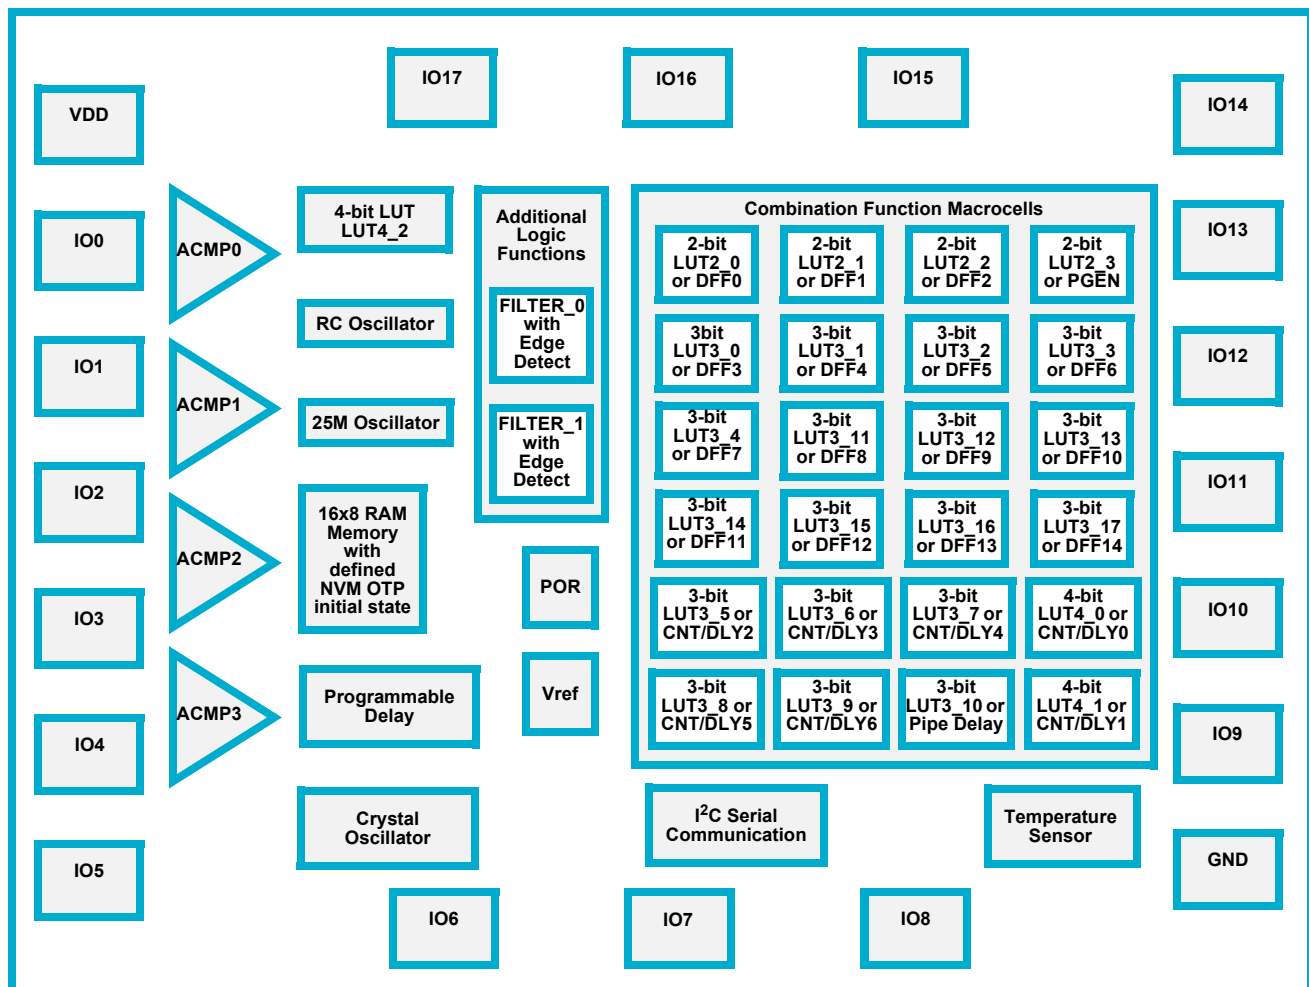 IO17
IO16
IO15
IO14
VDD
IO0
IO1
IO2
IO3
IO4
IO5
ACMP0
ACMP1
ACMP2
ACMP3
4-bit LUT
LUT4_2
RC Oscillator
25M Oscillator
16x8 RAM
Memory
with
defined
NVM OTP
initial state
Programmable
Delay
Crystal
Oscillator
Additional
Logic
Functions
FILTER_0
with
Edge
Detect
FILTER_1
with
Edge
Detect
POR
Vref
Combination Function Macrocells
2-bit
LUT2_0
or DFF0
2-bit
LUT2_1
or DFF1
2-bit
LUT2_2
or DFF2
2-bit
LUT2_3
or PGEN
3bit
LUT3_0
or DFF3
3-bit
LUT3_1
or DFF4
3-bit
LUT3_2
or DFF5
3-bit
LUT3_3
or DFF6
3-bit
LUT3_4
or DFF7
3-bit
LUT3_11
or DFF8
3-bit
LUT3_12
or DFF9
3-bit
LUT3_13
or DFF10
3-bit
LUT3_14
or DFF11
3-bit
LUT3_15
or DFF12
3-bit
LUT3_16
or DFF13
3-bit
LUT3_17
or DFF14
3-bit
LUT3_5 or
CNT/DLY2
3-bit
LUT3_6 or
CNT/DLY3
3-bit
LUT3_7 or
CNT/DLY4
4-bit
LUT4_0 or
CNT/DLY0
3-bit
LUT3_8 or
CNT/DLY5
3-bit
LUT3_9 or
CNT/DLY6
3-bit
LUT3_10 or
Pipe Delay
4-bit
LUT4_1 or
CNT/DLY1
I²C Serial
Communication
Temperature
Sensor
IO13
IO12
IO11
IO10
IO9
GND
IO6
IO7
IO8